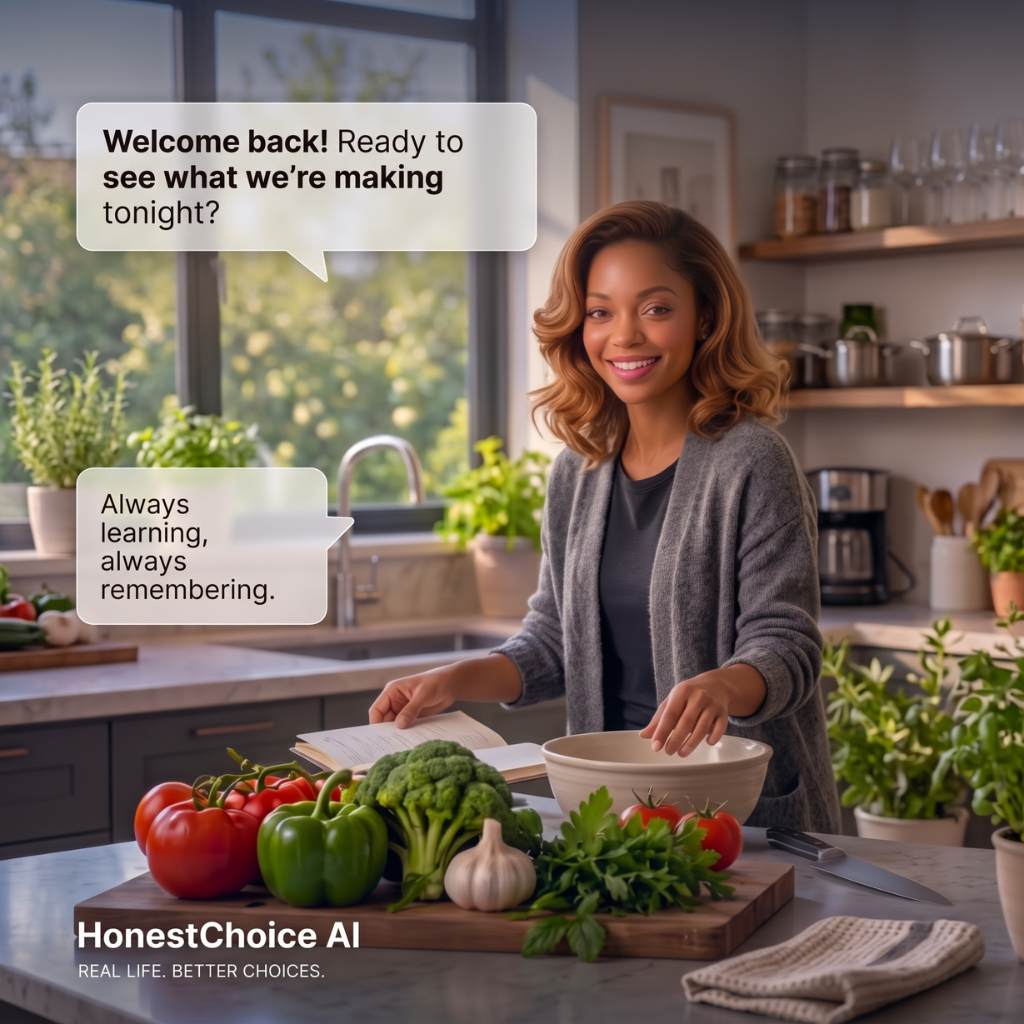 Welcome back! Ready to
see what we’re making
tonight?
Always
learning,
always
remembering.
HonestChoice AI
REAL LIFE. BETTER CHOICES.